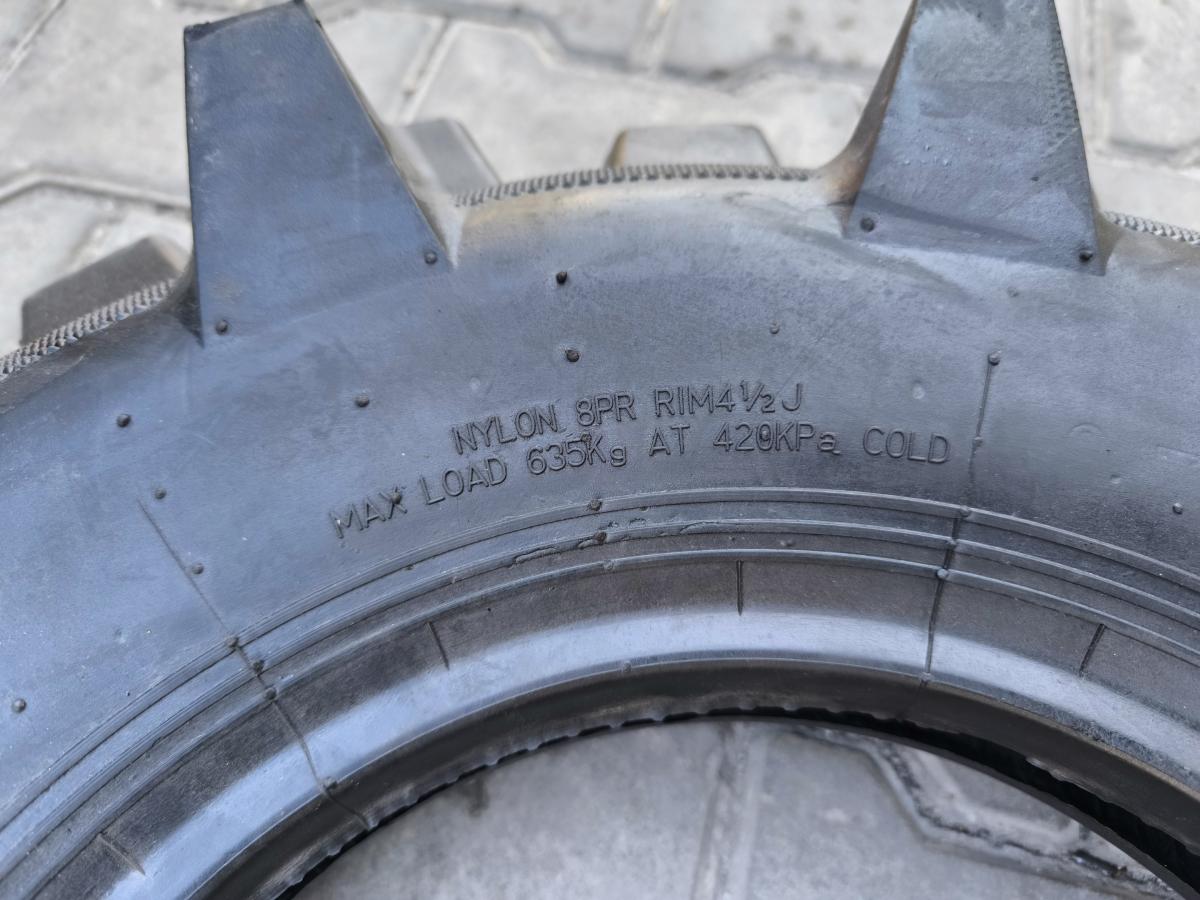 NYLON 8PR RIM4½J
MAX LOAD 635Kg AT 420KPa COLD